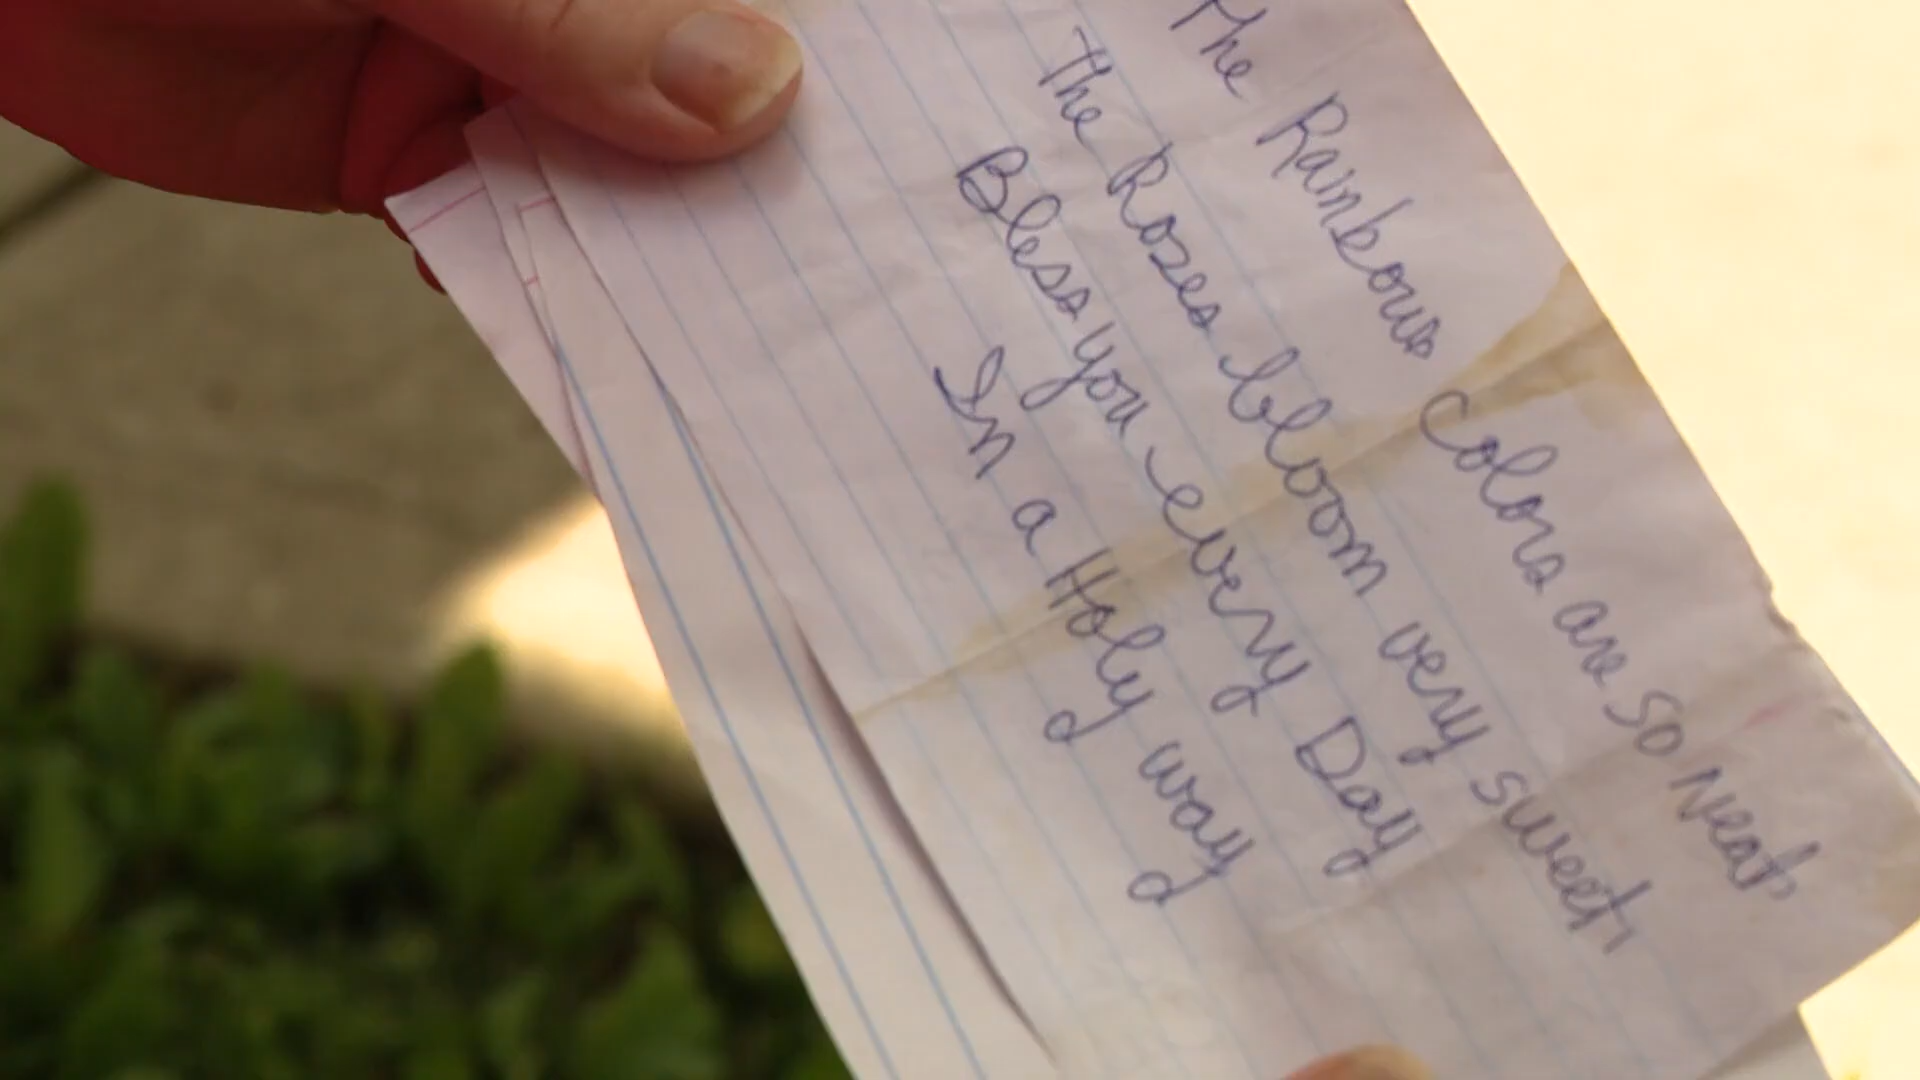 The Rainbows Colors are so neat,
The Roses bloom very sweet,
Bless you every Day
In a Holy way